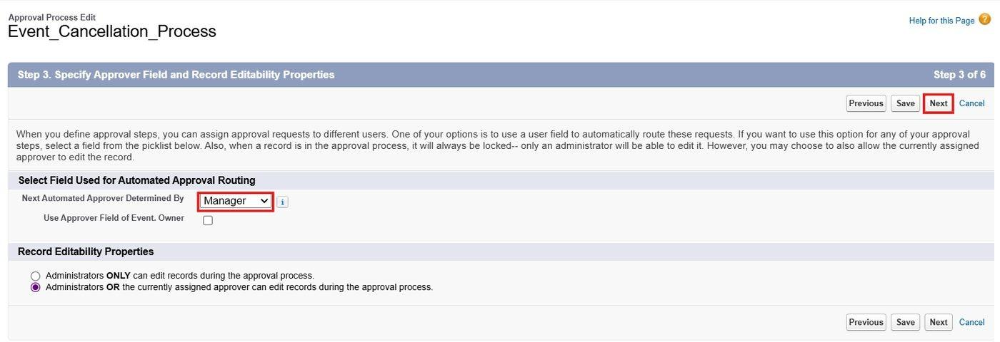 Approval Process Edit
Event_Cancellation_Process
Help for this Page ?
Step 3. Specify Approver Field and Record Editability Properties Step 3 of 6
Previous Save Next Cancel
When you define approval steps, you can assign approval requests to different users. One of your options is to use a user field to automatically route these requests. If you want to use this option for any of your approval
steps, select a field from the picklist below. Also, when a record is in the approval process, it will always be locked-- only an administrator will be able to edit it. However, you may choose to also allow the currently assigned
approver to edit the record.
Select Field Used for Automated Approval Routing
Next Automated Approver Determined By Manager i
Use Approver Field of Event. Owner
Record Editability Properties
Administrators ONLY can edit records during the approval process.
Administrators OR the currently assigned approver can edit records during the approval process.
Previous Save Next Cancel